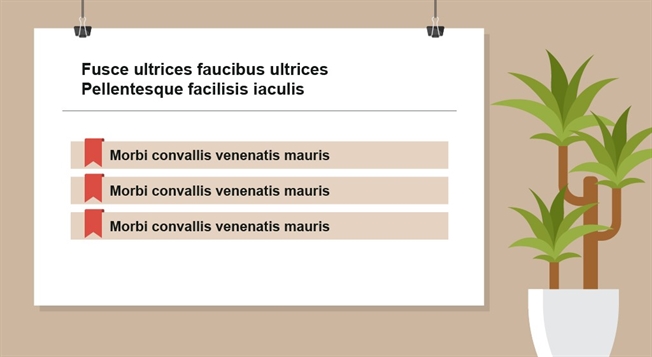 Fusce ultrices faucibus ultrices
Pellentesque facilisis iaculis
Morbi convallis venenatis mauris
Morbi convallis venenatis mauris
Morbi convallis venenatis mauris